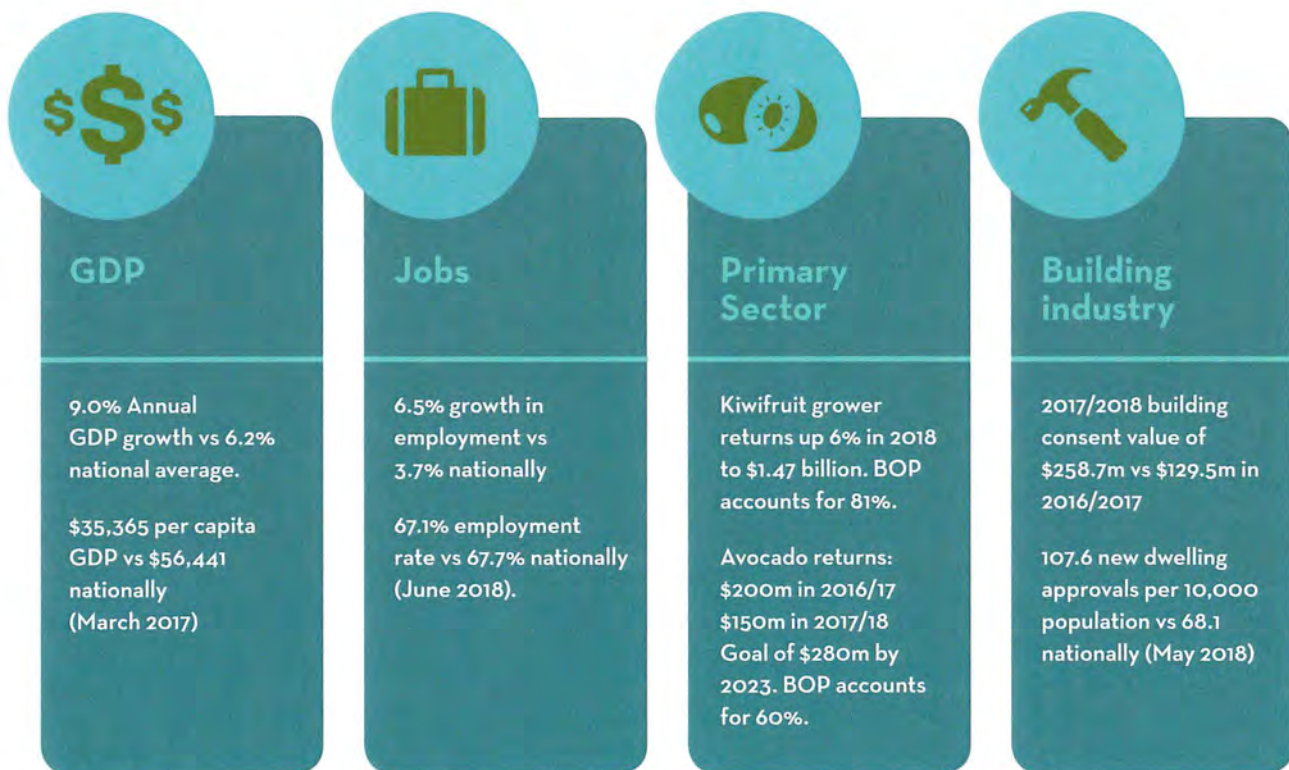 $$$
GDP
9.0% Annual
GDP growth vs 6.2%
national average.
$35,365 per capita
GDP vs $56,441
nationally
(March 2017)
Jobs
6.5% growth in
employment vs
3.7% nationally
67.1% employment
rate vs 67.7% nationally
(June 2018).
Primary
Sector
Kiwifruit grower
returns up 6% in 2018
to $1.47 billion. BOP
accounts for 81%.
Avocado returns:
$200m in 2016/17
$150m in 2017/18
Goal of $280m by
2023. BOP accounts
for 60%.
Building
industry
2017/2018 building
consent value of
$258.7m vs $129.5m in
2016/2017
107.6 new dwelling
approvals per 10,000
population vs 68.1
nationally (May 2018)